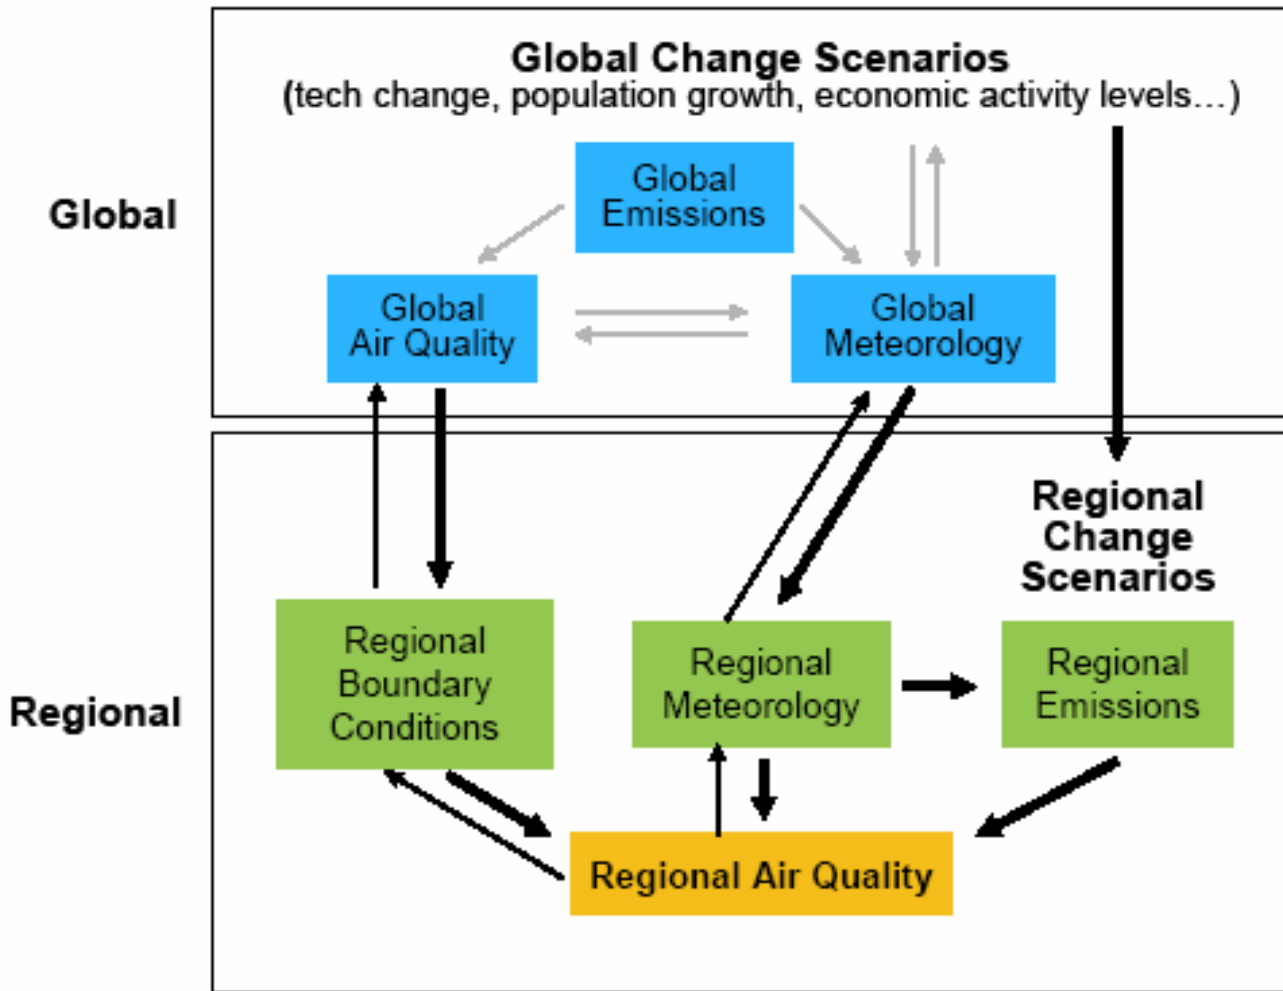 Global Change Scenarios
(tech change, population growth, economic activity levels…)
Global
Emissions
Global
Global
Air Quality
Global
Meteorology
Regional
Change
Scenarios
Regional
Boundary
Conditions
Regional
Meteorology
Regional
Emissions
Regional
Regional Air Quality